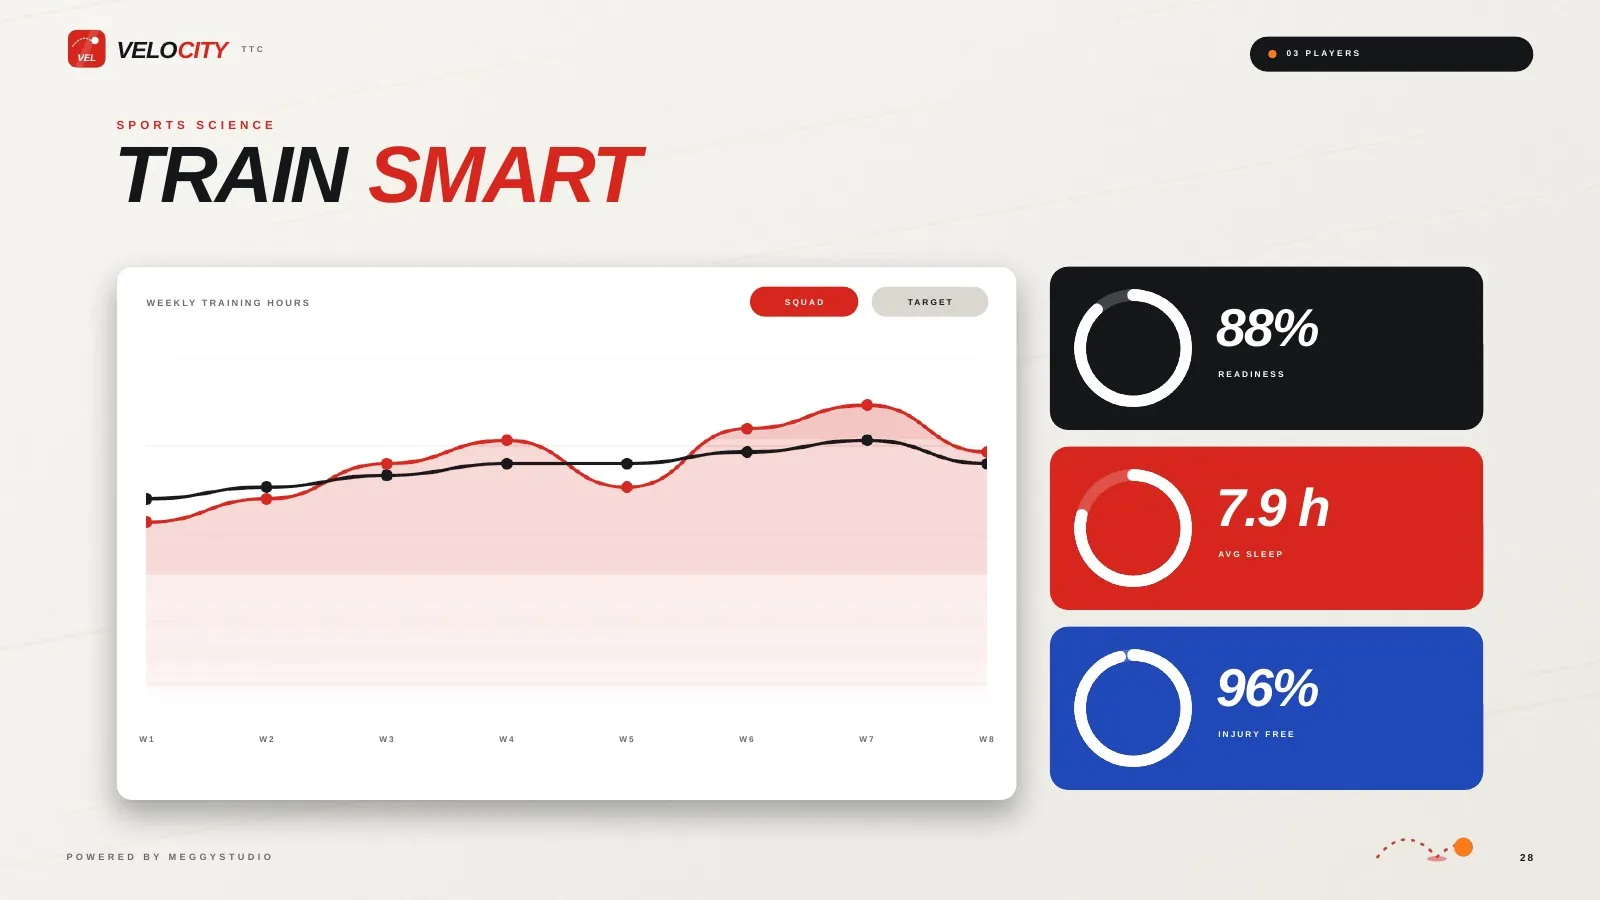 VEL
VELOCITY TTC
03 PLAYERS
SPORTS SCIENCE
TRAIN SMART
WEEKLY TRAINING HOURS
SQUAD
TARGET
W1 W2 W3 W4 W5 W6 W7 W8
88%
READINESS
7.9 h
AVG SLEEP
96%
INJURY FREE
POWERED BY MEGGYSTUDIO
28